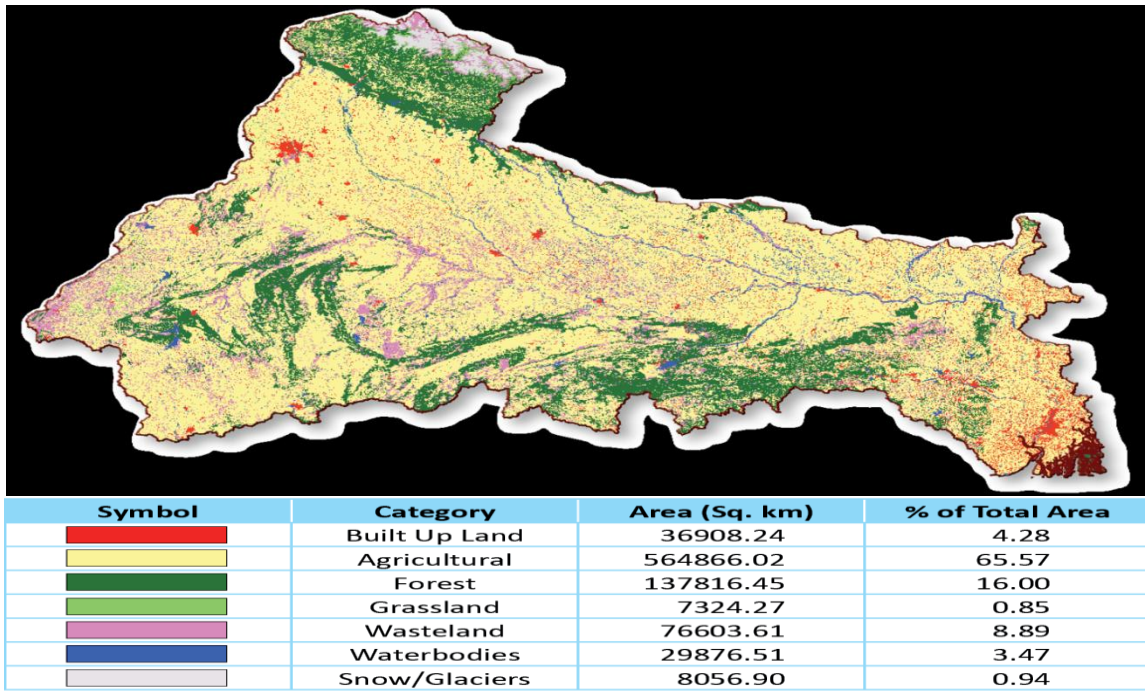 Symbol Category Area (Sq. km) % of Total Area
Built Up Land 36908.24 4.28
Agricultural 564866.02 65.57
Forest 137816.45 16.00
Grassland 7324.27 0.85
Wasteland 76603.61 8.89
Waterbodies 29876.51 3.47
Snow/Glaciers 8056.90 0.94